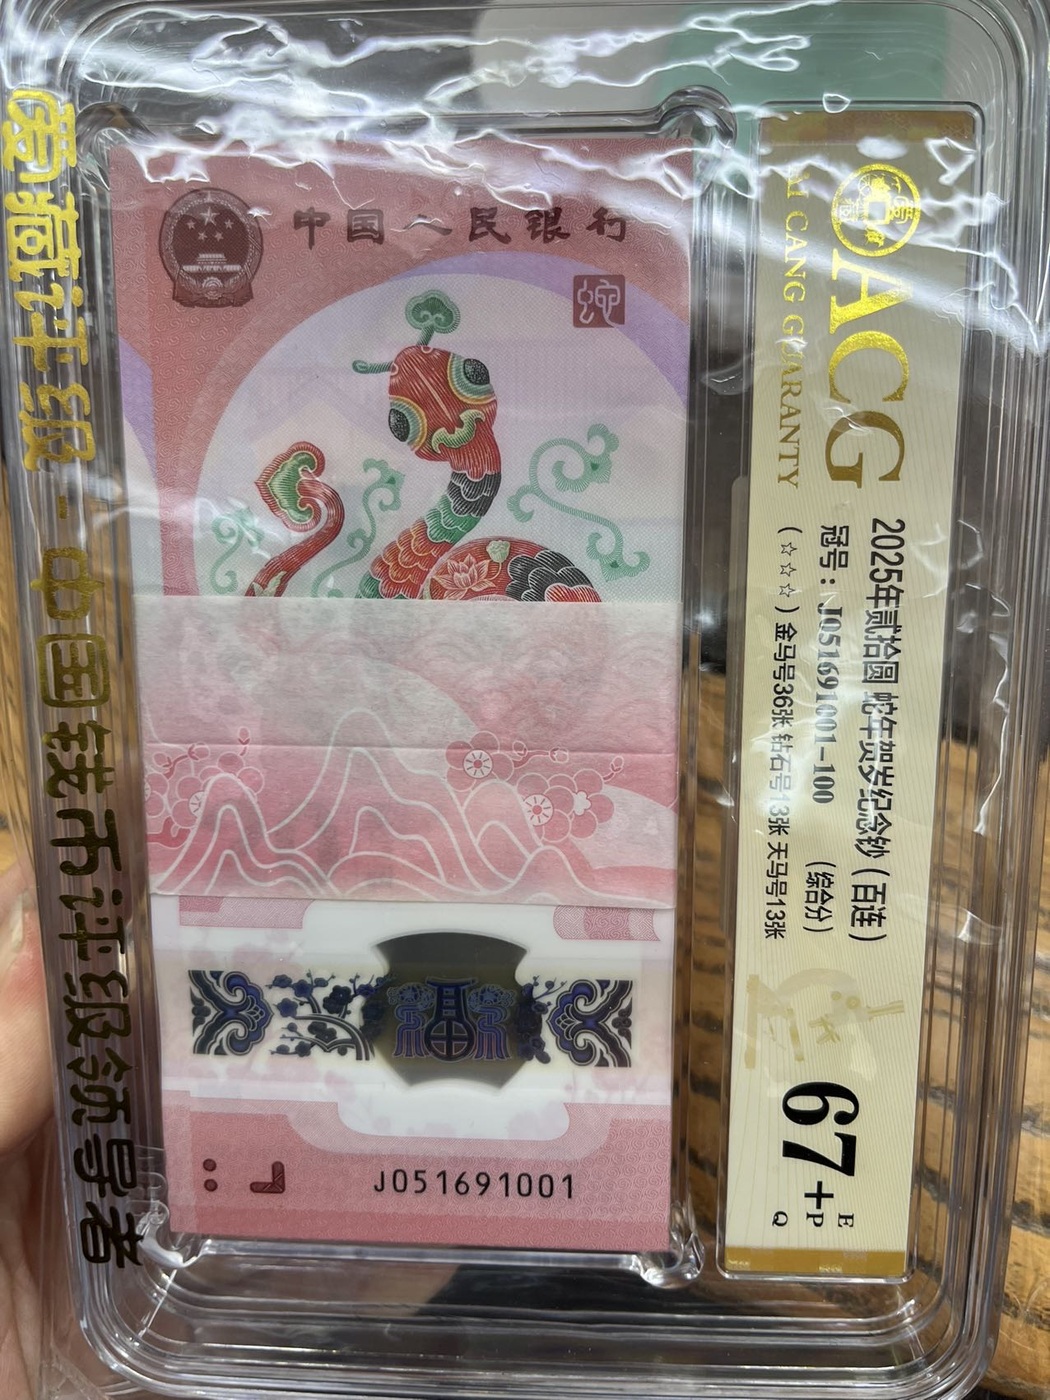 爱藏评级-中国钱币评级领导者
中国人民银行
蛇
J051691001
ACG
AI CANG GUARANTY
2025年贰拾圆 蛇年贺岁纪念钞（百连）
冠号：J051691001-100 （综合分）
（☆☆☆）金马号36张 钻石号13张 天马号13张
67+
E
P
Q